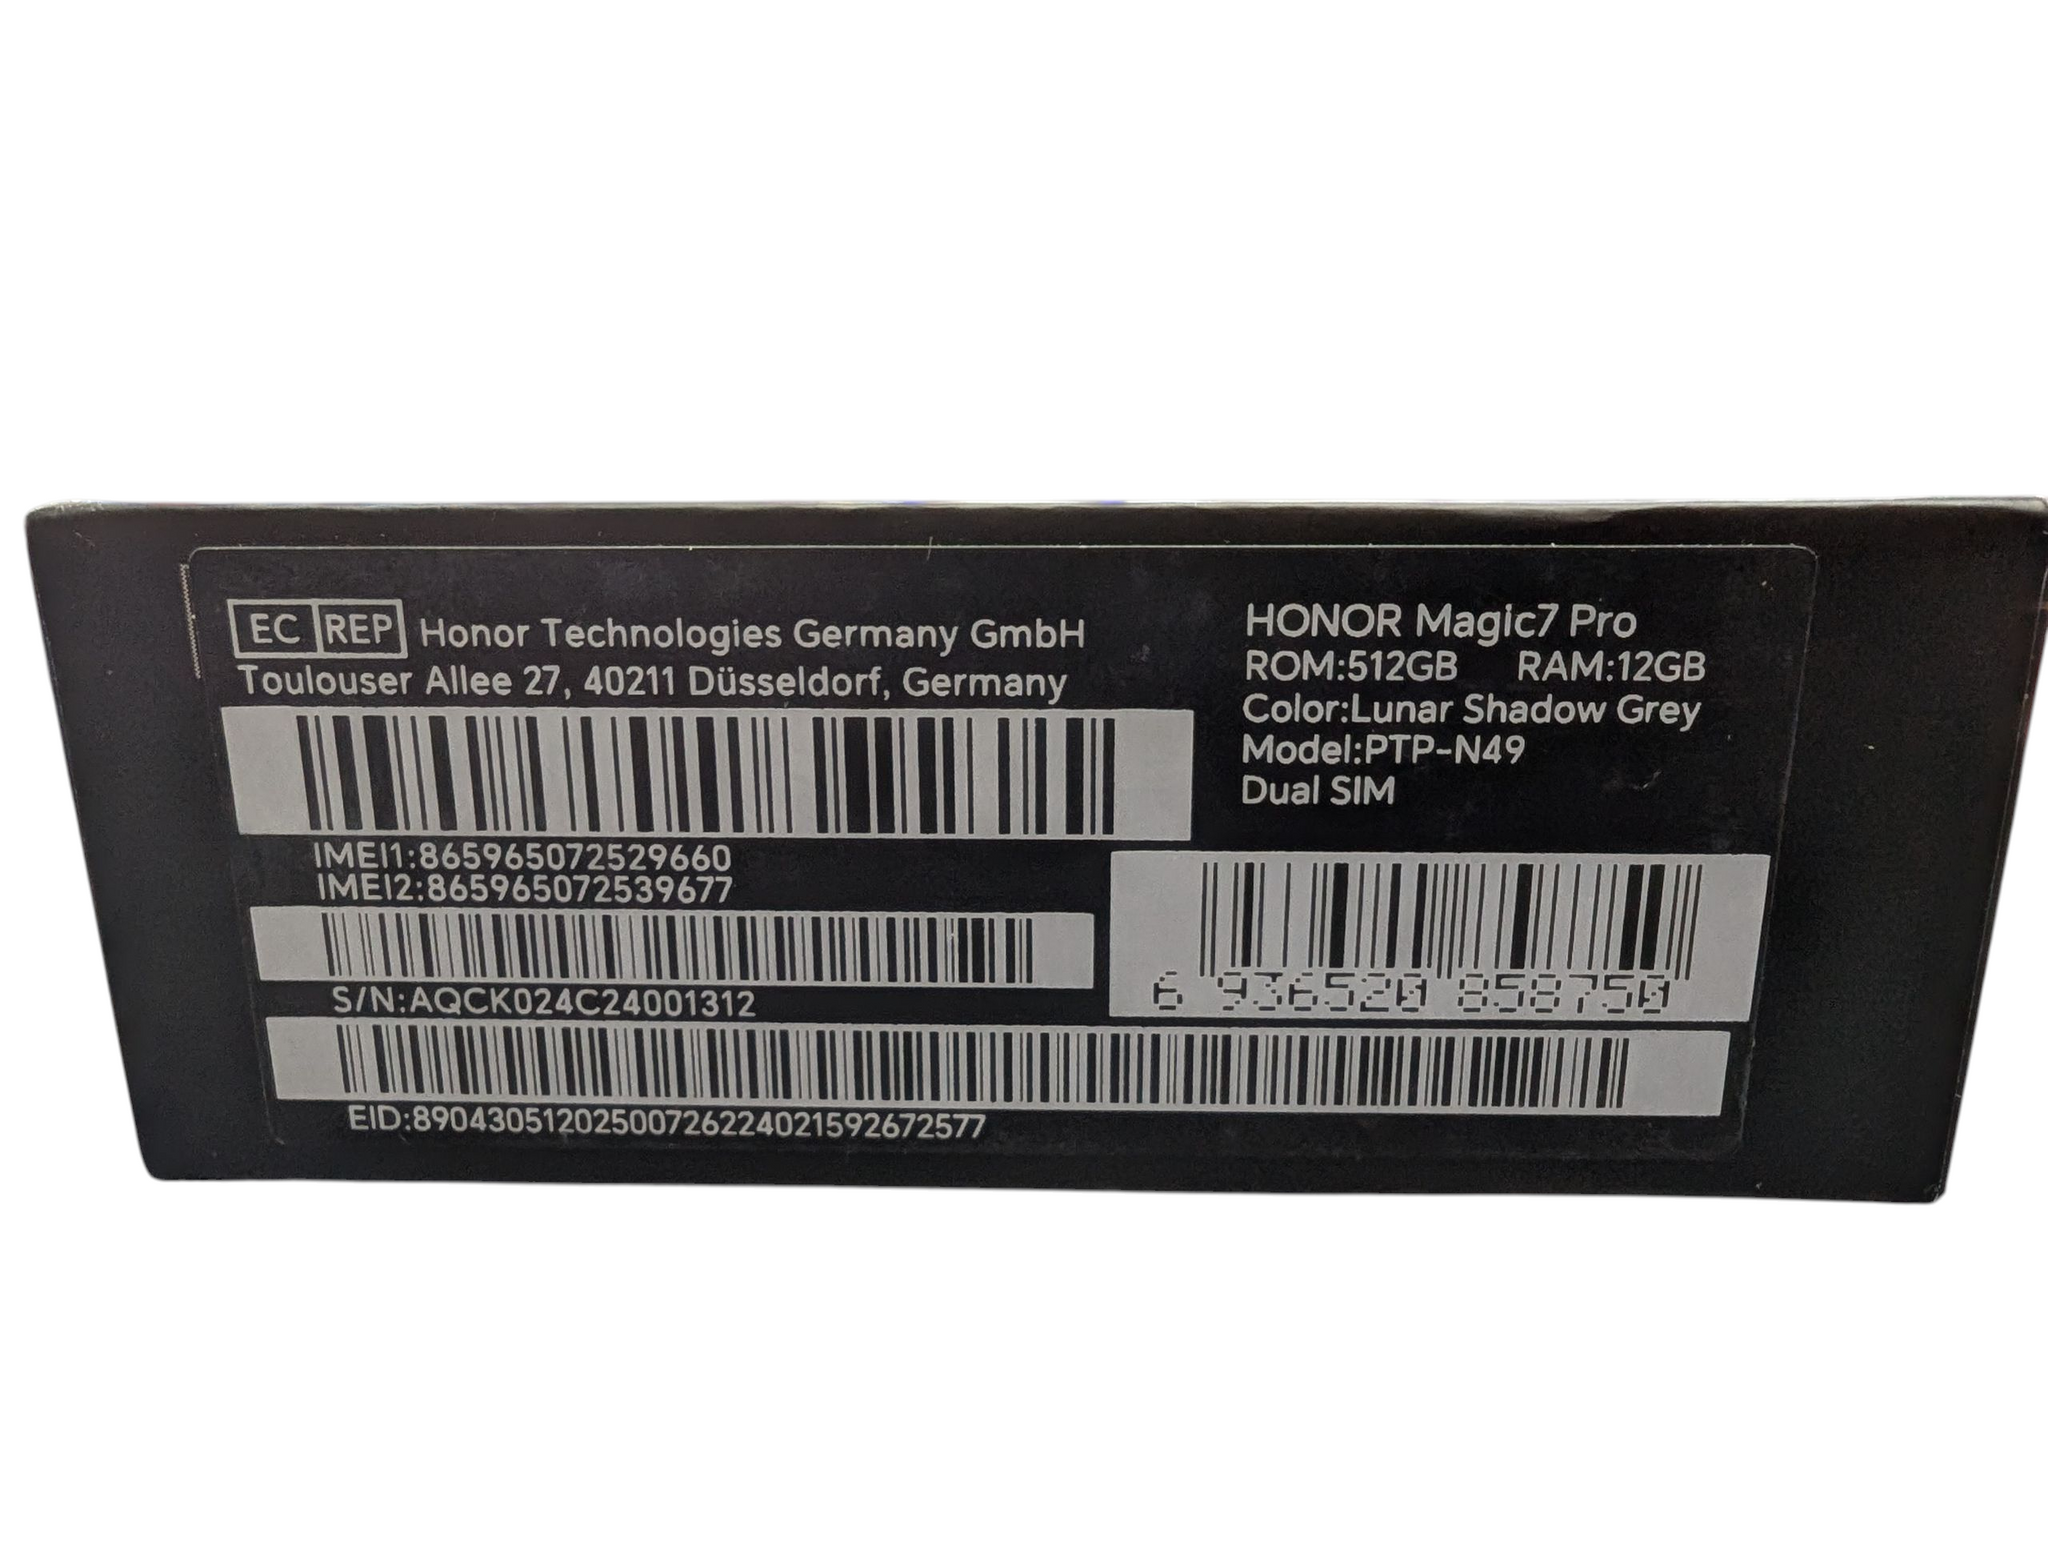 EC REP Honor Technologies Germany GmbH
Toulouser Allee 27, 40211 Düsseldorf, Germany
IMEI1:865965072529660
IMEI2:865965072539677
S/N:AQCK024C24001312
EID:89043051202500726224021592672577
HONOR Magic7 Pro
ROM:512GB RAM:12GB
Color:Lunar Shadow Grey
Model:PTP-N49
Dual SIM
6 936520 858750